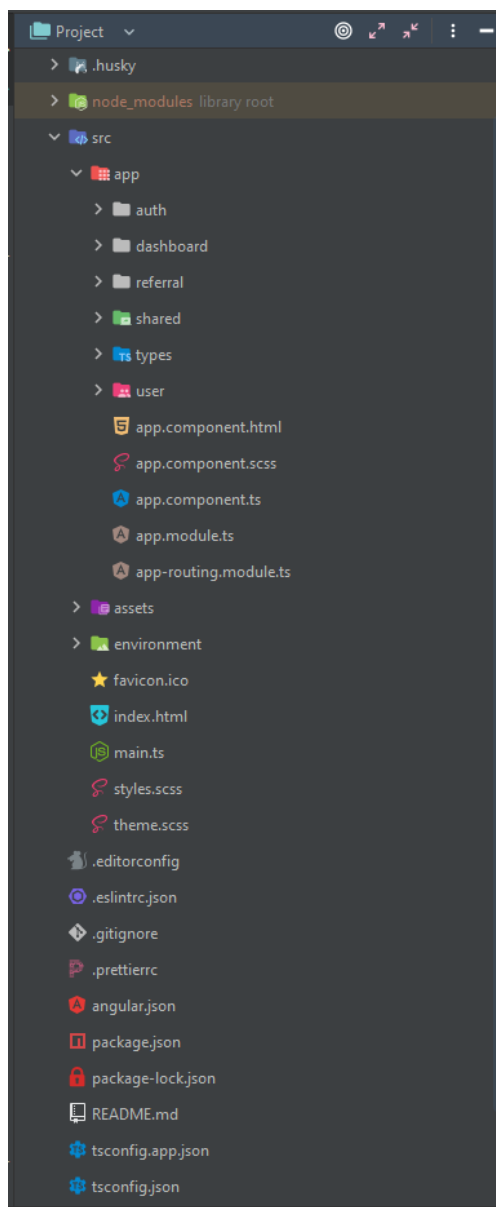 Project
.husky
node_modules library root
src
app
auth
dashboard
referral
shared
types
user
app.component.html
app.component.scss
app.component.ts
app.module.ts
app-routing.module.ts
assets
environment
favicon.ico
index.html
main.ts
styles.scss
theme.scss
.editorconfig
.eslintrc.json
.gitignore
.prettierrc
angular.json
package.json
package-lock.json
README.md
tsconfig.app.json
tsconfig.json